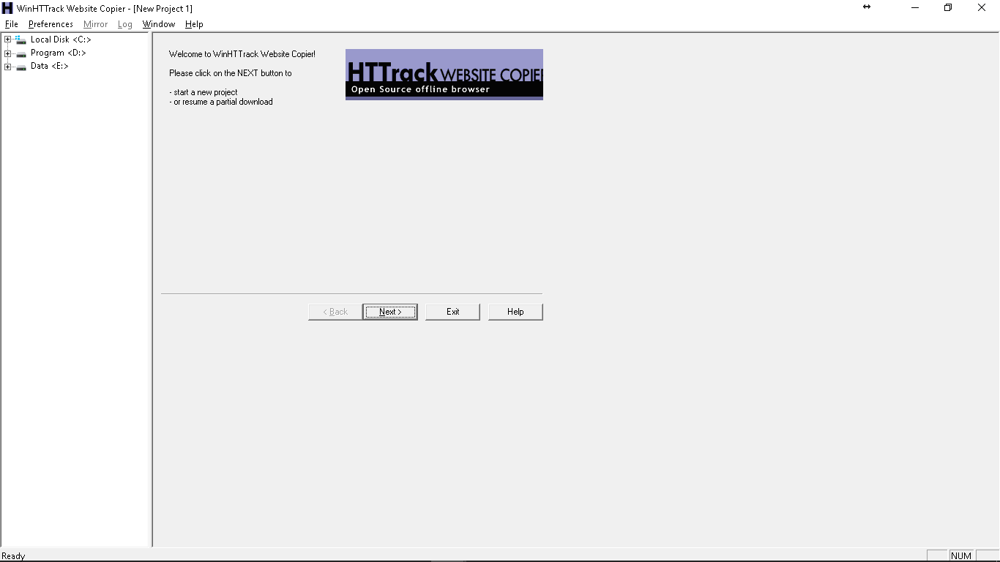 WinHTTrack Website Copier - [New Project 1]
File Preferences Mirror Log Window Help
Local Disk <C:>
Program <D:>
Data <E:>
Welcome to WinHTTrack Website Copier!
Please click on the NEXT button to
- start a new project
- or resume a partial download
HTTrack WEBSITE COPIER
Open Source offline browser
< Back Next > Exit Help
Ready NUM